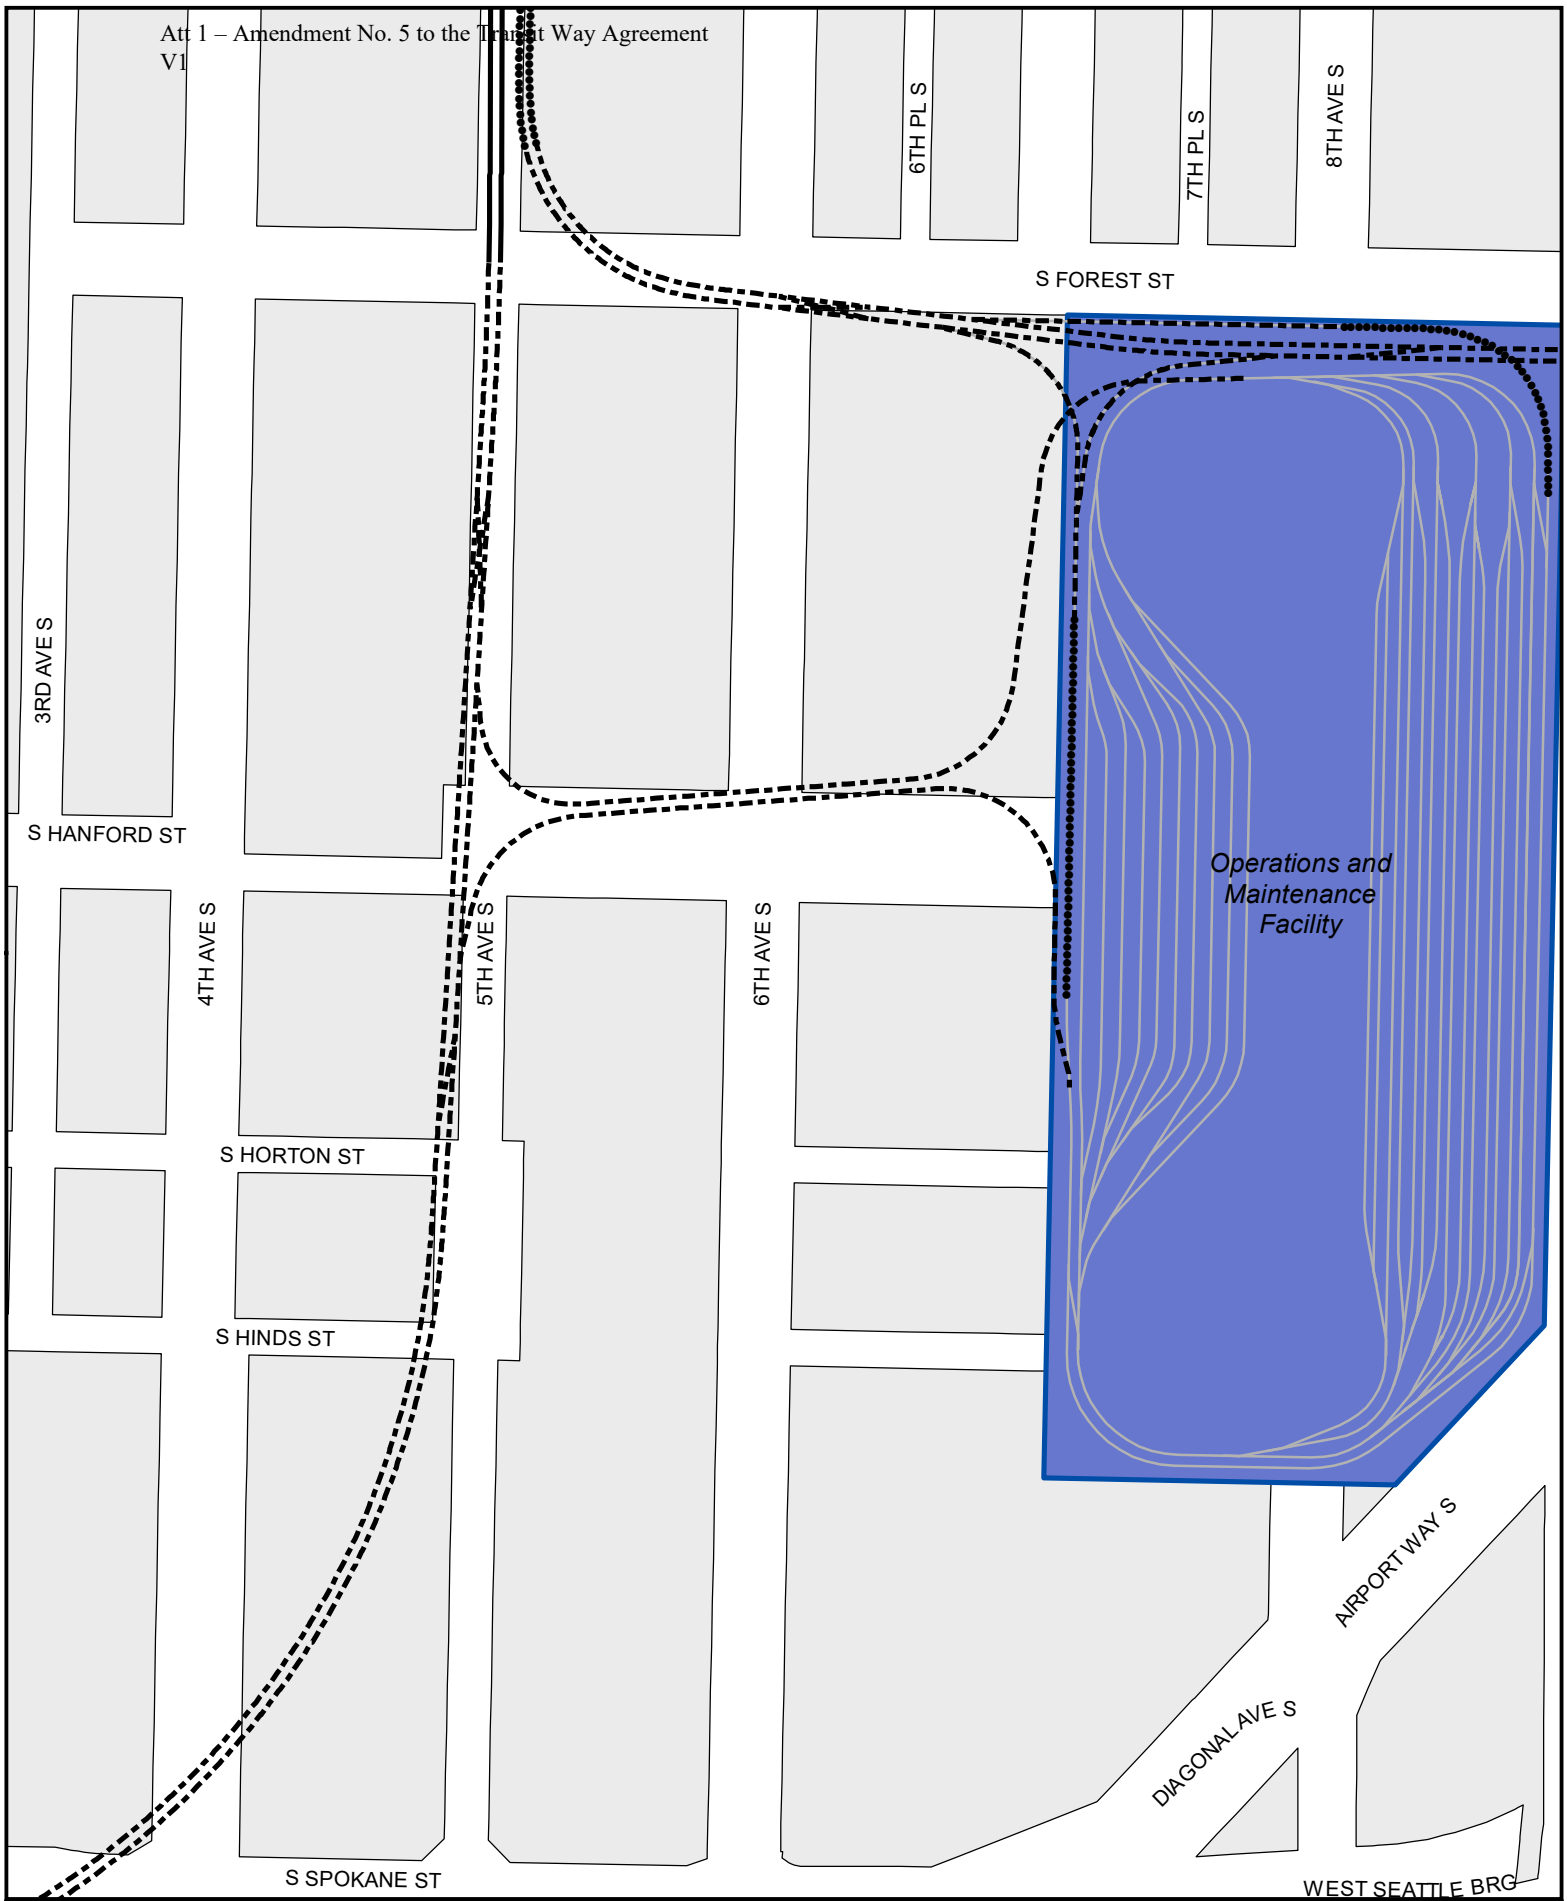 Att 1 – Amendment No. 5 to the Transit Way Agreement
V1
6TH PL S
7TH PL S
8TH AVE S
S FOREST ST
3RD AVE S
S HANFORD ST
4TH AVE S
5TH AVE S
6TH AVE S
Operations and
Maintenance
Facility
S HORTON ST
S HINDS ST
AIRPORT WAY S
DIAGONAL AVE S
S SPOKANE ST
WEST SEATTLE BRG